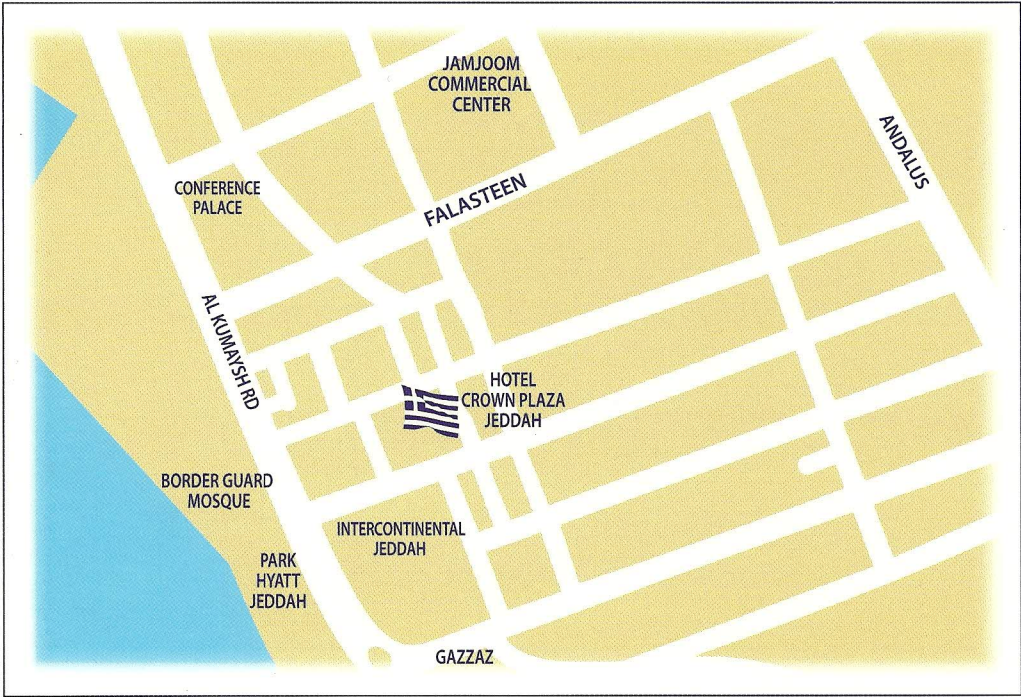 JAMJOOM
COMMERCIAL
CENTER
ANDALUS
CONFERENCE
PALACE
FALASTEEN
AL KUMAYSH RD
HOTEL
CROWN PLAZA
JEDDAH
BORDER GUARD
MOSQUE
INTERCONTINENTAL
JEDDAH
PARK
HYATT
JEDDAH
GAZZAZ